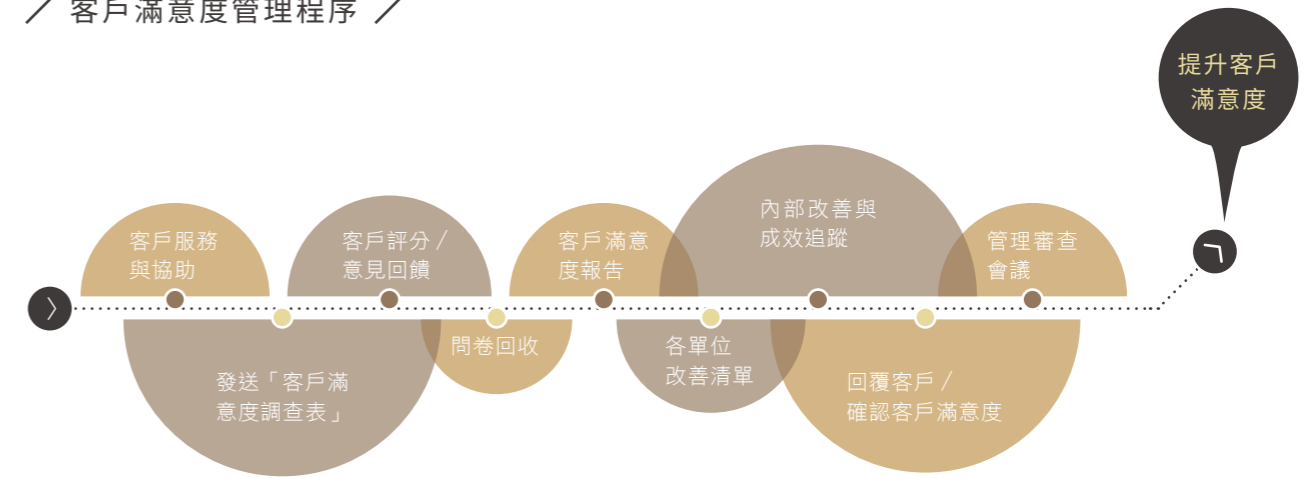 ／ 客戶滿意度管理程序 ／
提升客戶
滿意度
客戶服務
與協助
發送「客戶滿
意度調查表」
客戶評分／
意見回饋
問卷回收
客戶滿意
度報告
各單位
改善清單
內部改善與
成效追蹤
回覆客戶／
確認客戶滿意度
管理審查
會議